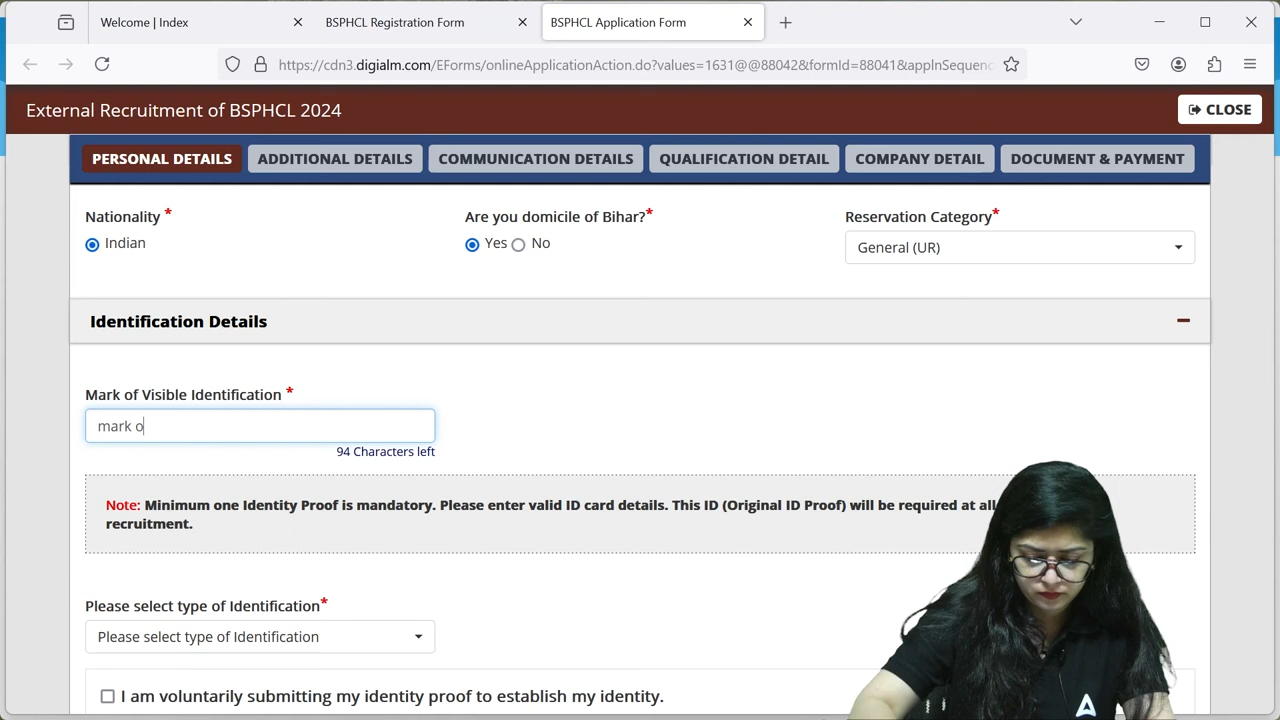 Welcome | Index
BSPHCL Registration Form
BSPHCL Application Form
https://cdn3.digialm.com/EForms/onlineApplicationAction.do?values=1631@@88042&formId=88041&applnSequenc
External Recruitment of BSPHCL 2024
CLOSE
PERSONAL DETAILS
ADDITIONAL DETAILS
COMMUNICATION DETAILS
QUALIFICATION DETAIL
COMPANY DETAIL
DOCUMENT & PAYMENT
Nationality *
Are you domicile of Bihar?*
Reservation Category*
Indian
Yes
No
General (UR)
Identification Details
Mark of Visible Identification *
mark o
94 Characters left
Note: Minimum one Identity Proof is mandatory. Please enter valid ID card details. This ID (Original ID Proof) will be required at all
recruitment.
Please select type of Identification*
Please select type of Identification
I am voluntarily submitting my identity proof to establish my identity.